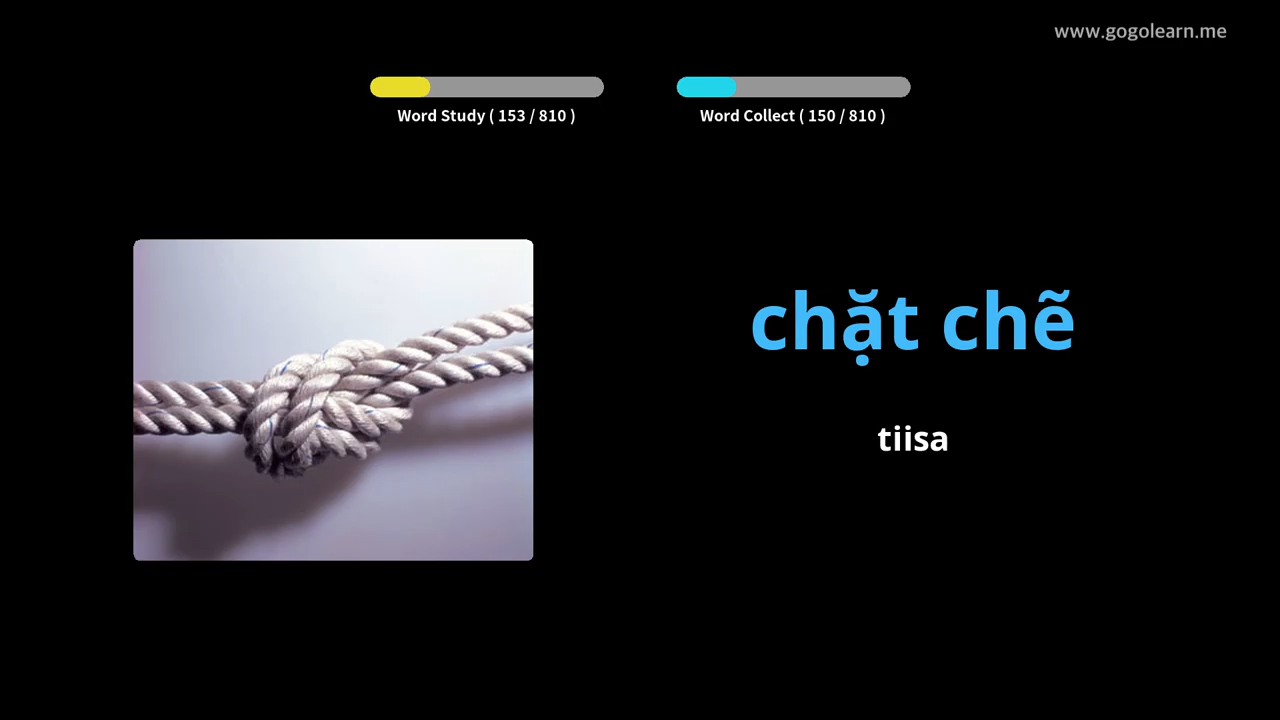 www.gogolearn.me
Word Study ( 153 / 810 )
Word Collect ( 150 / 810 )
chặt chẽ
tiisa